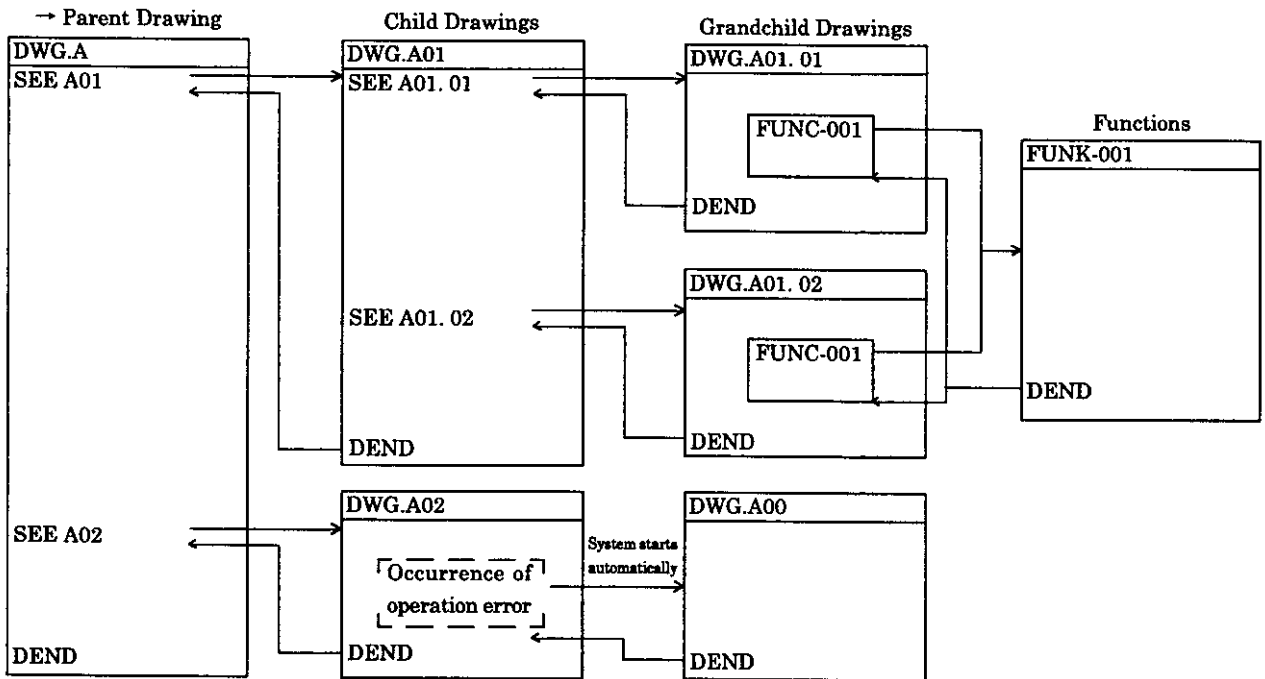 → Parent Drawing
Child Drawings
Grandchild Drawings
Functions
DWG.A
SEE A01
SEE A02
DEND
DWG.A01
SEE A01. 01
SEE A01. 02
DEND
DWG.A01. 01
FUNC-001
DEND
DWG.A01. 02
FUNC-001
DEND
FUNK-001
DEND
DWG.A02
Occurrence of
operation error
DEND
System starts
automatically
DWG.A00
DEND